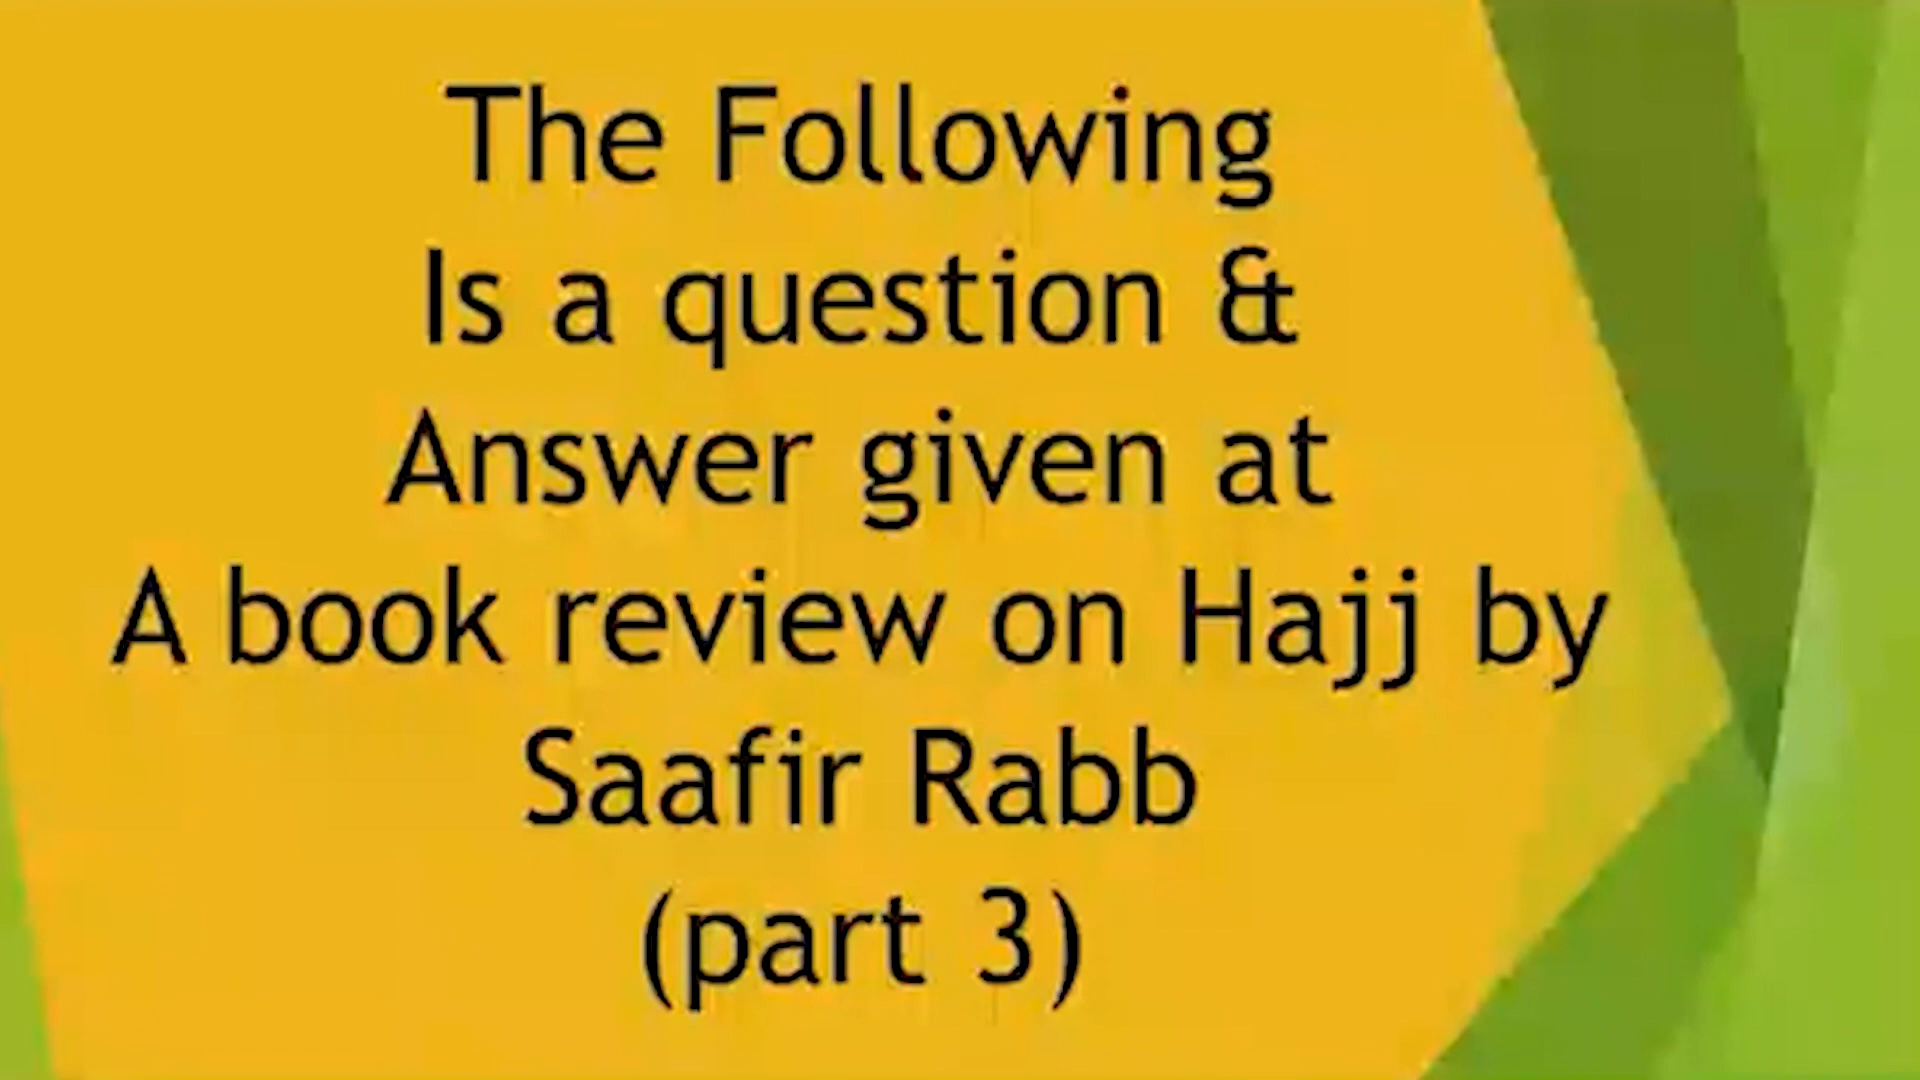 The Following
Is a question &
Answer given at
A book review on Hajj by
Saafir Rabb
(part 3)